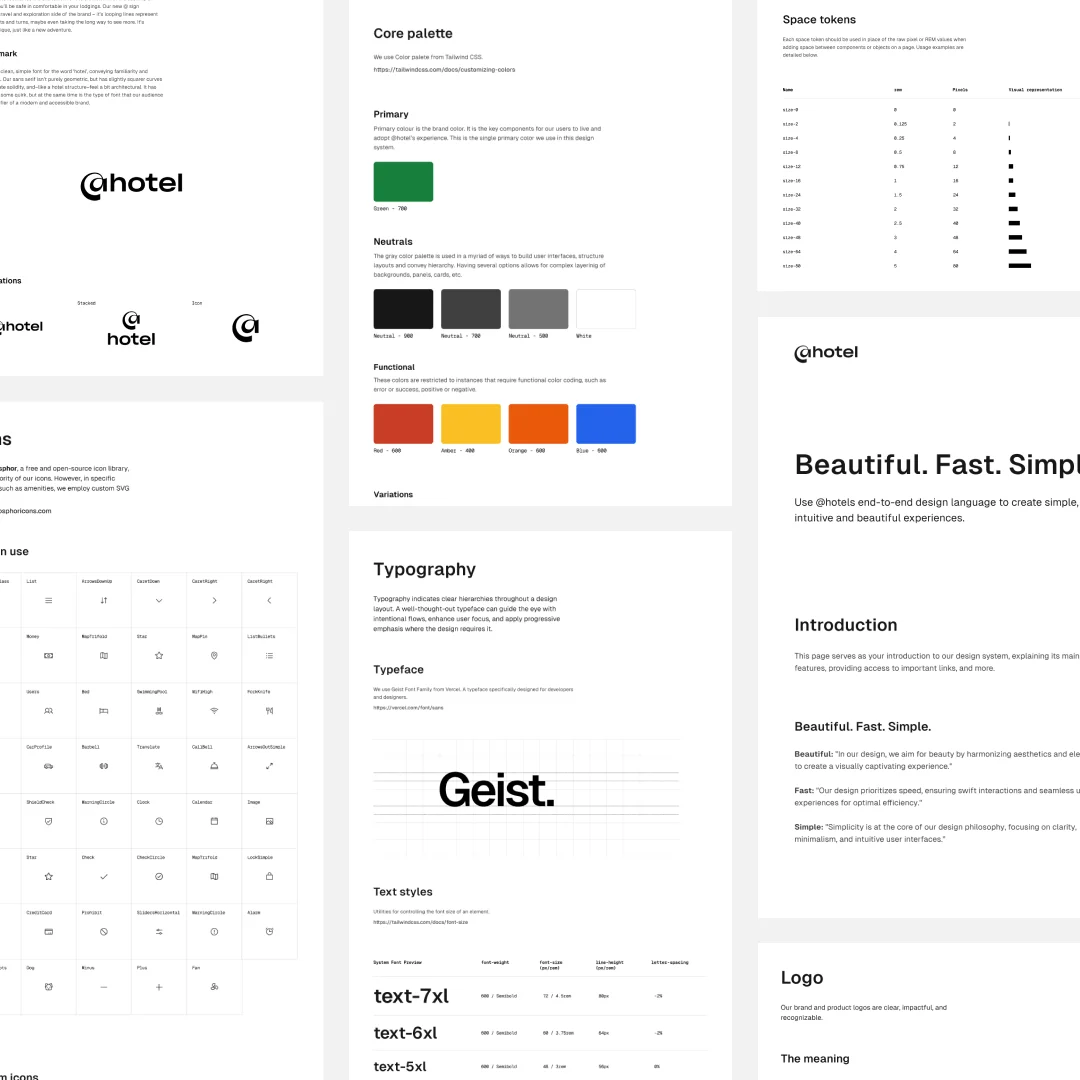 u'll be safe in comfortable in your lodgings. Our new @ sign
ravel and exploration side of the brand – it's looping lines represent
ts and turns, maybe even taking the long way to see more. It's
rave, just like a new adventure.
mark
clean, simple font for the word 'hotel', conveying familiarity and
. Our sans serif isn't purely geometric, but has slightly squarer curves
te solidity, and–like a hotel structure–feel a bit architectural. It has
some quirk, but at the same time is the type of font that our audience
ifier of a modern and accessible brand.
@hotel
ations
Stacked
Icon
@hotel
@
hotel
@
ns
sphor, a free and open-source icon library,
ority of our icons. However, in specific
such as amenities, we employ custom SVG
osphoricons.com
n use
List
ArrowsDownUp
CaretDown
CaretRight
CaretRight
Money
MapTrifold
Star
MapPin
ListBullets
Users
Bed
SwimmingPool
WifiHigh
ForkKnife
CarProfile
Barbell
Translate
CallBell
ArrowsOutSimple
ShieldCheck
WarningCircle
Clock
Calendar
Image
Star
Check
CheckCircle
MapTrifold
LockSimple
CreditCard
Prohibit
SlidersHorizontal
WarningCircle
Alarm
ots
Dog
Minus
Plus
Fan
m icons
Core palette
We use Color palette from Tailwind CSS.
https://tailwindcss.com/docs/customizing-colors
Primary
Primary colour is the brand color. It is the key components for our users to live and
adopt @hotel's experience. This is the single primary color we use in this design
system.
Green - 700
Neutrals
The gray color palette is used in a myriad of ways to build user interfaces, structure
layouts and convey hierarchy. Having several options allows for complex layerinig of
backgrounds, panels, cards, etc.
Neutral - 900
Neutral - 700
Neutral - 500
White
Functional
These colors are restricted to instances that require functional color coding, such as
error or success, positive or negative.
Red - 600
Amber - 400
Orange - 600
Blue - 600
Variations
Typography
Typography indicates clear hierarchies throughout a design
layout. A well-thought-out typeface can guide the eye with
intentional flows, enhance user focus, and apply progressive
emphasis where the design requires it.
Typeface
We use Geist Font Family from Vercel. A typeface specifically designed for developers
and designers.
https://vercel.com/font/sans
Geist.
Text styles
Utilities for controlling the font size of an element.
https://tailwindcss.com/docs/font-size
System Font Preview font-weight font-size (px/rem) line-height (px/rem) letter-spacing
text-7xl 600 / Semibold 72 / 4.5rem 80px -2%
text-6xl 600 / Semibold 60 / 3.75rem 64px -2%
text-5xl 600 / Semibold 48 / 3rem 56px 0%
Space tokens
Each space token should be used in place of the raw pixel or REM values when
adding space between components or objects on a page. Usage examples are
detailed below.
Name rem Pixels Visual representation
size-0 0 0
size-2 0.125 2
size-4 0.25 4
size-8 0.5 8
size-12 0.75 12
size-16 1 16
size-24 1.5 24
size-32 2 32
size-40 2.5 40
size-48 3 48
size-64 4 64
size-80 5 80
@hotel
Beautiful. Fast. Simpl
Use @hotels end-to-end design language to create simple,
intuitive and beautiful experiences.
Introduction
This page serves as your introduction to our design system, explaining its main
features, providing access to important links, and more.
Beautiful. Fast. Simple.
Beautiful: "In our design, we aim for beauty by harmonizing aesthetics and ele
to create a visually captivating experience."
Fast: "Our design prioritizes speed, ensuring swift interactions and seamless u
experiences for optimal efficiency."
Simple: "Simplicity is at the core of our design philosophy, focusing on clarity,
minimalism, and intuitive user interfaces."
Logo
Our brand and product logos are clear, impactful, and
recognizable.
The meaning